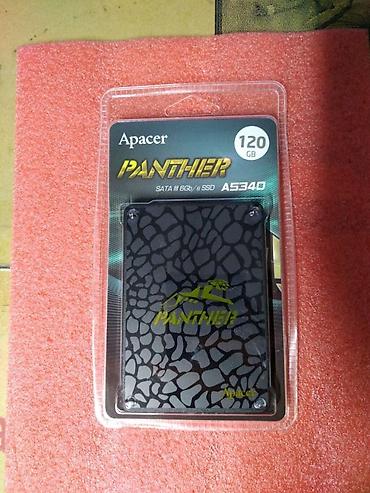 Apacer
120
GB
PANTHER
SATA III 6Gb/s SSD AS340
PANTHER
Apacer